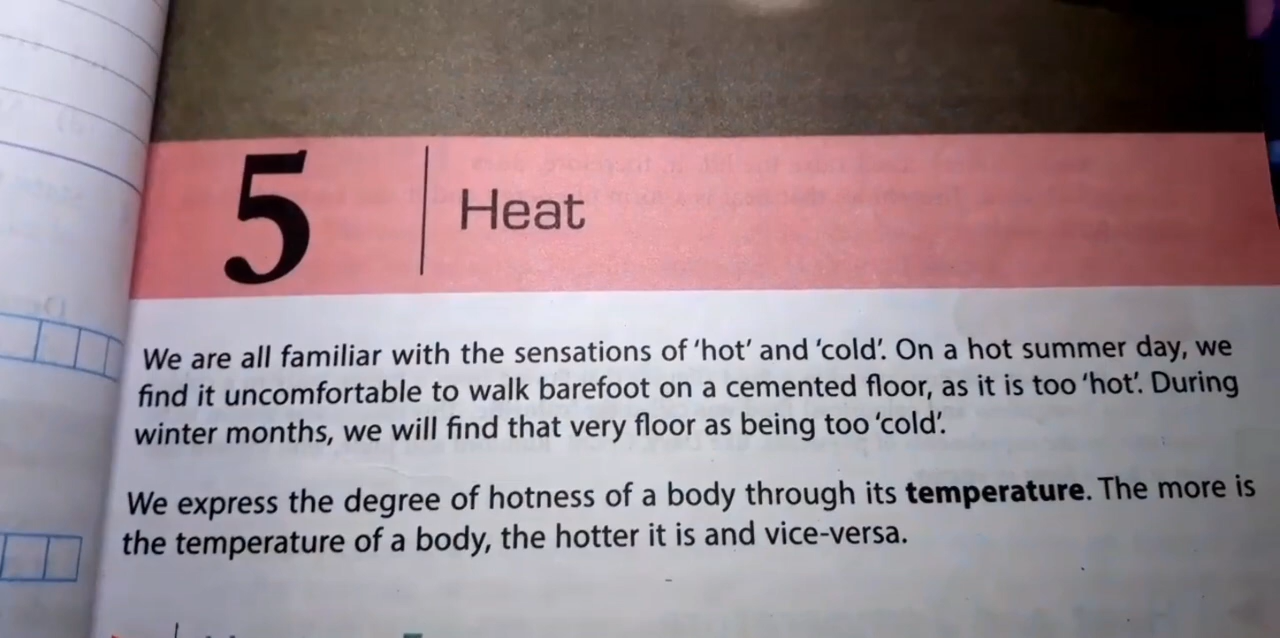 5
Heat
We are all familiar with the sensations of ‘hot’ and ‘cold’. On a hot summer day, we
find it uncomfortable to walk barefoot on a cemented floor, as it is too ‘hot’. During
winter months, we will find that very floor as being too ‘cold’.
We express the degree of hotness of a body through its temperature. The more is
the temperature of a body, the hotter it is and vice-versa.